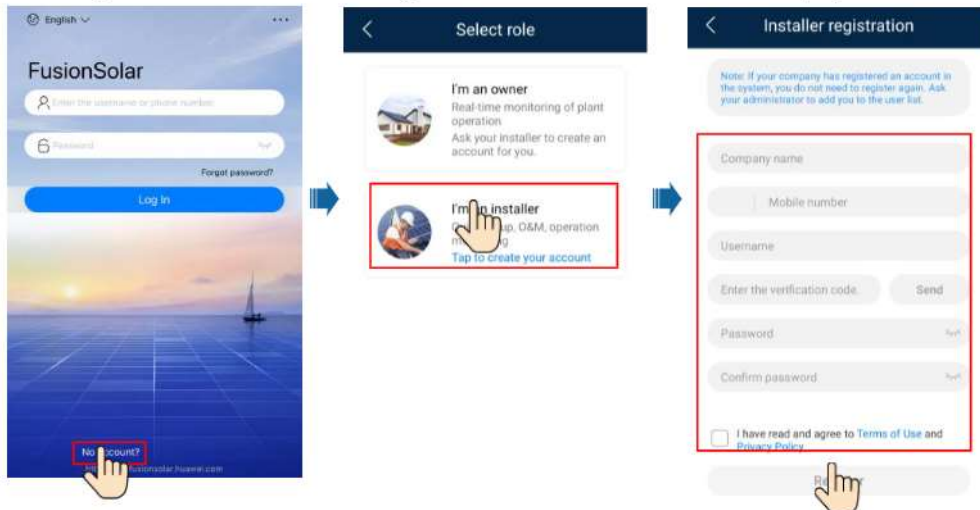 English
FusionSolar
Enter the username or phone number
Password
Forgot password?
Log In
No account?
fusionsolar.huawei.com
Select role
I'm an owner
Real-time monitoring of plant
operation
Ask your installer to create an
account for you.
I'm an installer
up, O&M, operation
Tap to create your account
Installer registration
Note: If your company has registered an account in
the system, you do not need to register again. Ask
your administrator to add you to the user list.
Company name
Mobile number
Username
Enter the verification code.
Send
Password
Confirm password
I have read and agree to Terms of Use and
Privacy Policy